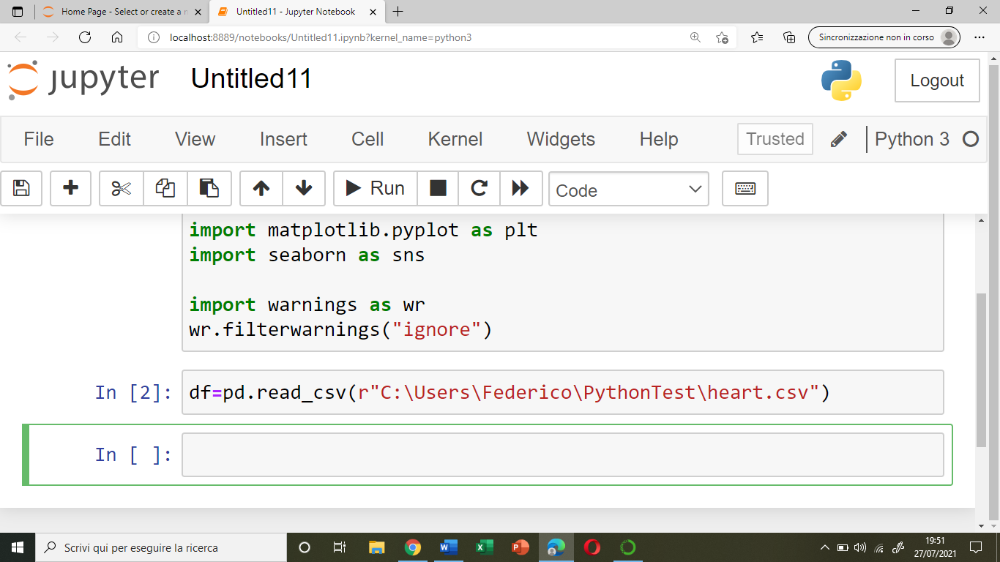 Home Page - Select or create a n
Untitled11 - Jupyter Notebook
localhost:8889/notebooks/Untitled11.ipynb?kernel_name=python3
Sincronizzazione non in corso
jupyter
Untitled11
Logout
File Edit View Insert Cell Kernel Widgets Help
Trusted
Python 3
Run
Code
import matplotlib.pyplot as plt
import seaborn as sns
import warnings as wr
wr.filterwarnings("ignore")
In [2]: df=pd.read_csv(r"C:\Users\Federico\PythonTest\heart.csv")
In [ ]:
Scrivi qui per eseguire la ricerca
19:51
27/07/2021